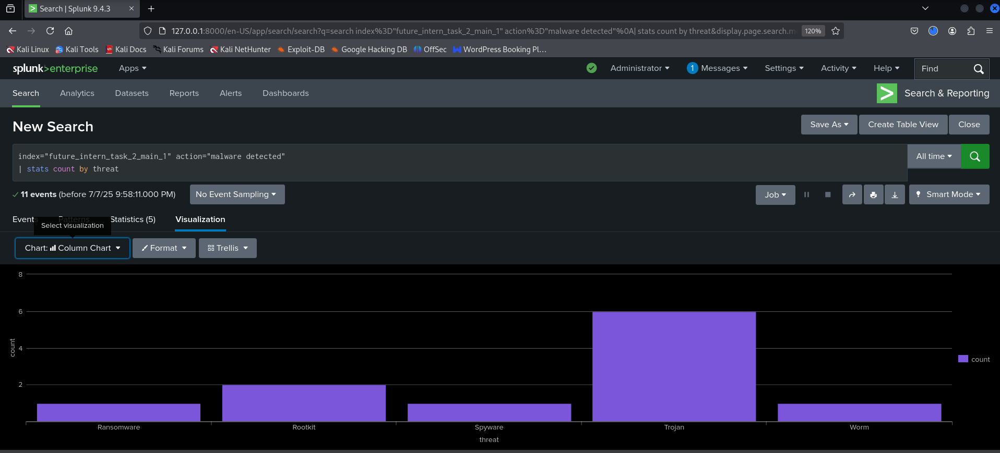 Search | Splunk 9.4.3
127.0.0.1:8000/en-US/app/search/search?q=search index%3D"future_intern_task_2_main_1" action%3D"malware detected"%0A| stats count by threat&display.page.search.m
120%
Kali Linux Kali Tools Kali Docs Kali Forums Kali NetHunter Exploit-DB Google Hacking DB OffSec WordPress Booking Pl…
splunk>enterprise Apps Administrator 1 Messages Settings Activity Help Find
Search Analytics Datasets Reports Alerts Dashboards Search & Reporting
New Search Save As Create Table View Close
index="future_intern_task_2_main_1" action="malware detected" All time
| stats count by threat
11 events (before 7/7/25 9:58:11.000 PM) No Event Sampling Job Smart Mode
Events Patterns Statistics (5) Visualization
Select visualization
Chart: Column Chart Format Trellis
8
6
4
2
count
count
Ransomware Rootkit Spyware Trojan Worm
threat